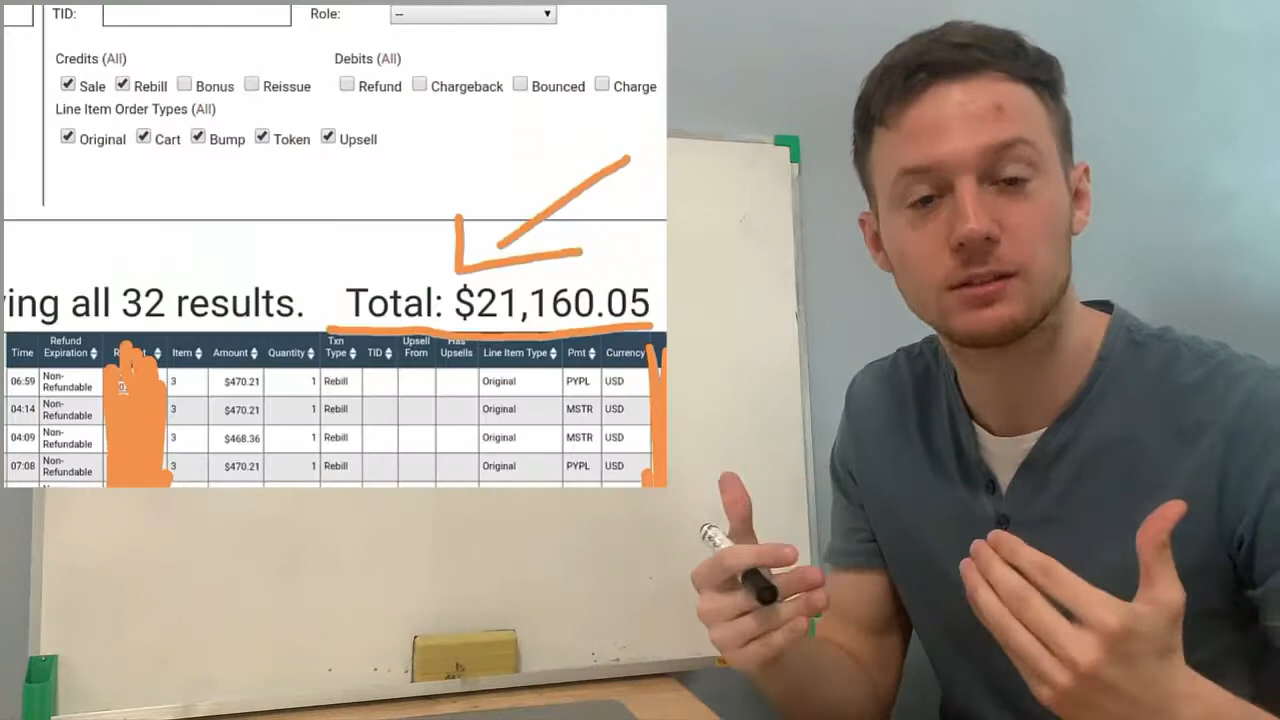 TID: Role: --
Credits (All) Debits (All)
Sale Rebill Bonus Reissue Refund Chargeback Bounced Charge
Line Item Order Types (All)
Original Cart Bump Token Upsell
ing all 32 results. Total: $21,160.05
Time Refund Expiration Item Amount Quantity Txn Type TID Upsell From Has Upsells Line Item Type Pmt Currency
06:59 Non-Refundable 3 $470.21 1 Rebill Original PYPL USD
04:14 Non-Refundable 3 $470.21 1 Rebill Original MSTR USD
04:09 Non-Refundable 3 $468.36 1 Rebill Original MSTR USD
07:08 Non-Refundable 3 $470.21 1 Rebill Original PYPL USD